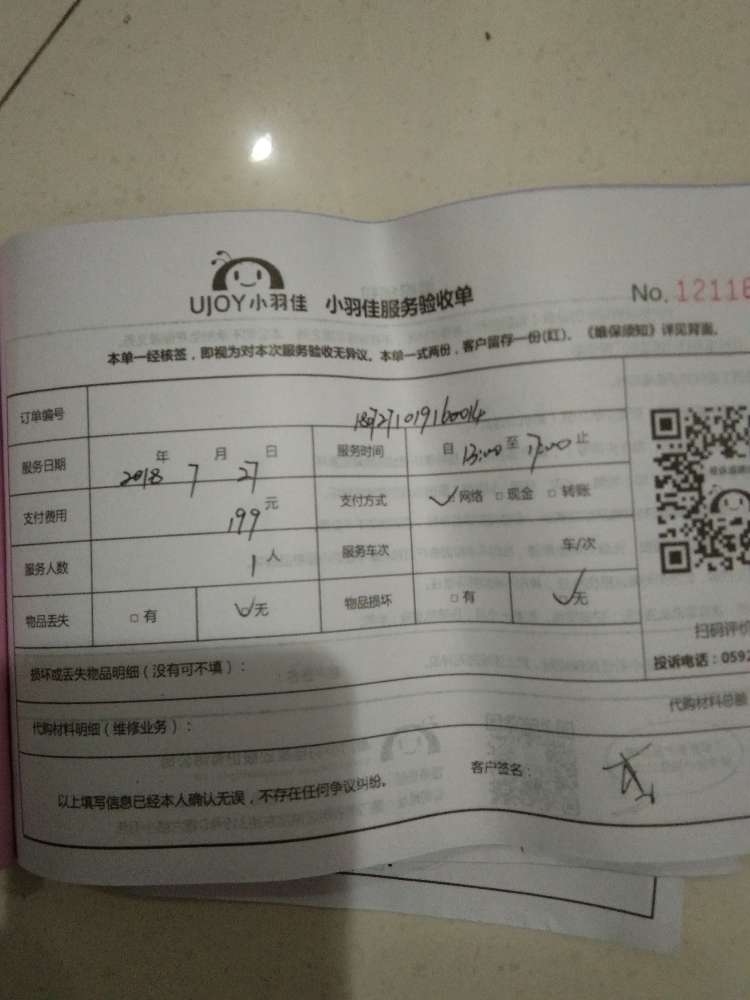 UJOY小羽佳 小羽佳服务验收单 No. 12118
本单一经核签，即视为对本次服务验收无异议。本单一式两份，客户留存一份(红)。《维保须知》详见背面。
订单编号 1807271019160014
服务日期 2018 年 7 月 27 日 服务时间 自 13:00 至 17:00 止
支付费用 199 元 支付方式 ✓网络 □现金 □转账
服务人数 1 人 服务车次 车/次
物品丢失 □有 ✓无 物品损坏 □有 ✓无
扫码评价
损坏或丢失物品明细（没有可不填）： 投诉电话：0592
代购材料明细（维修业务）： 代购材料总额
以上填写信息已经本人确认无误，不存在任何争议纠纷。 客户签名：